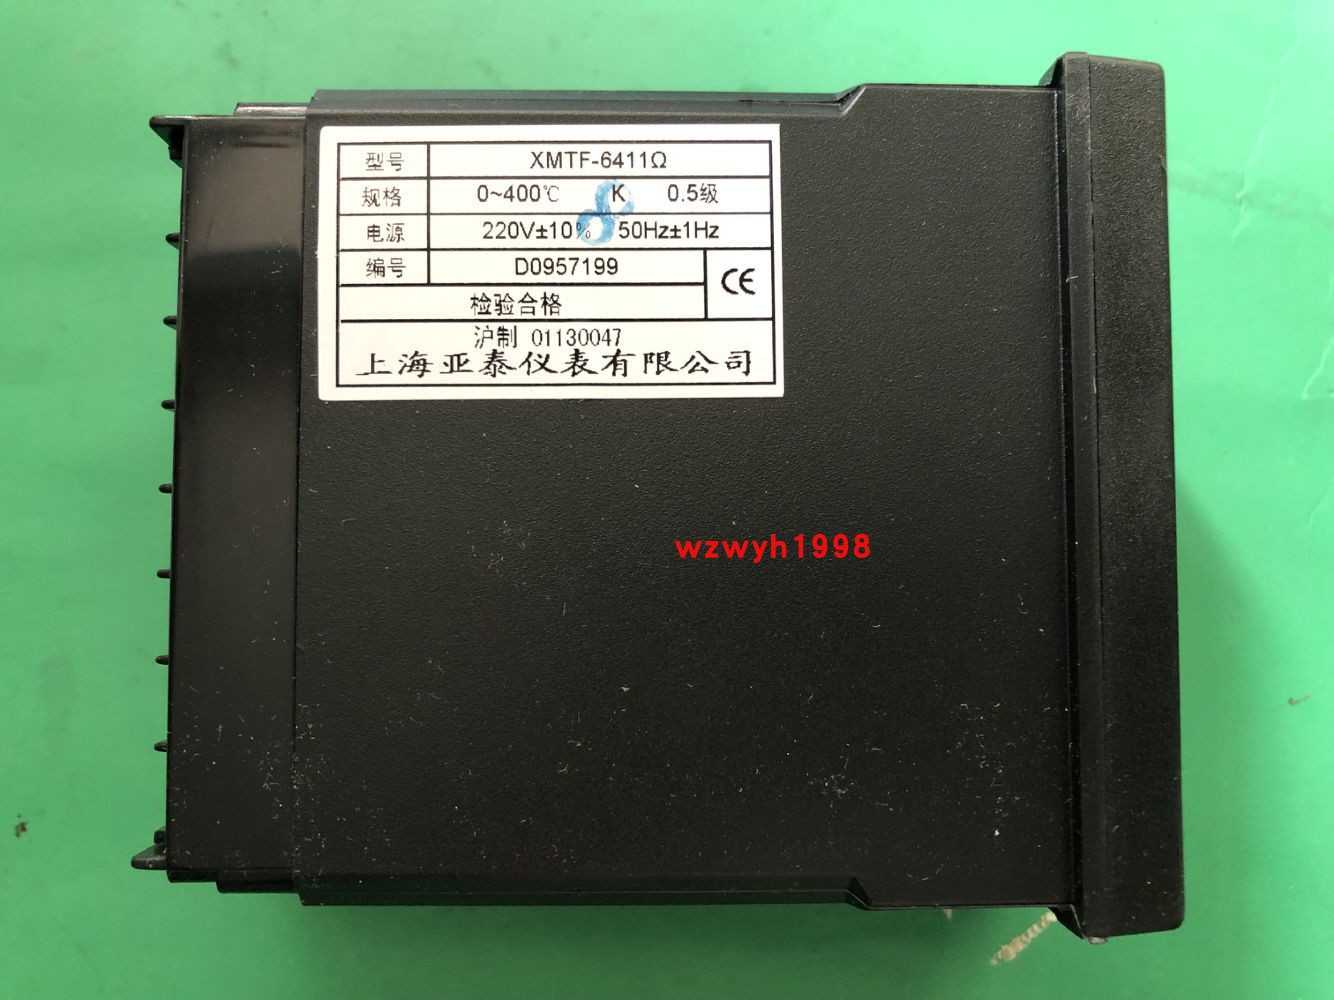 型号 XMTF-6411Ω
规格 0~400℃ K 0.5级
电源 220V±10% 50Hz±1Hz
编号 D0957199
CE
检验合格
沪制 01130047
上海亚泰仪表有限公司
8
wzwyh1998